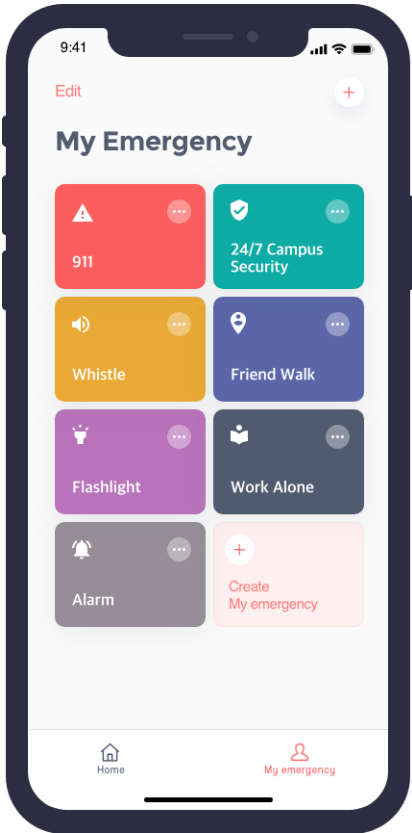 9:41
Edit
My Emergency
911
24/7 Campus
Security
Whistle
Friend Walk
Flashlight
Work Alone
Alarm
Create
My emergency
Home
My emergency